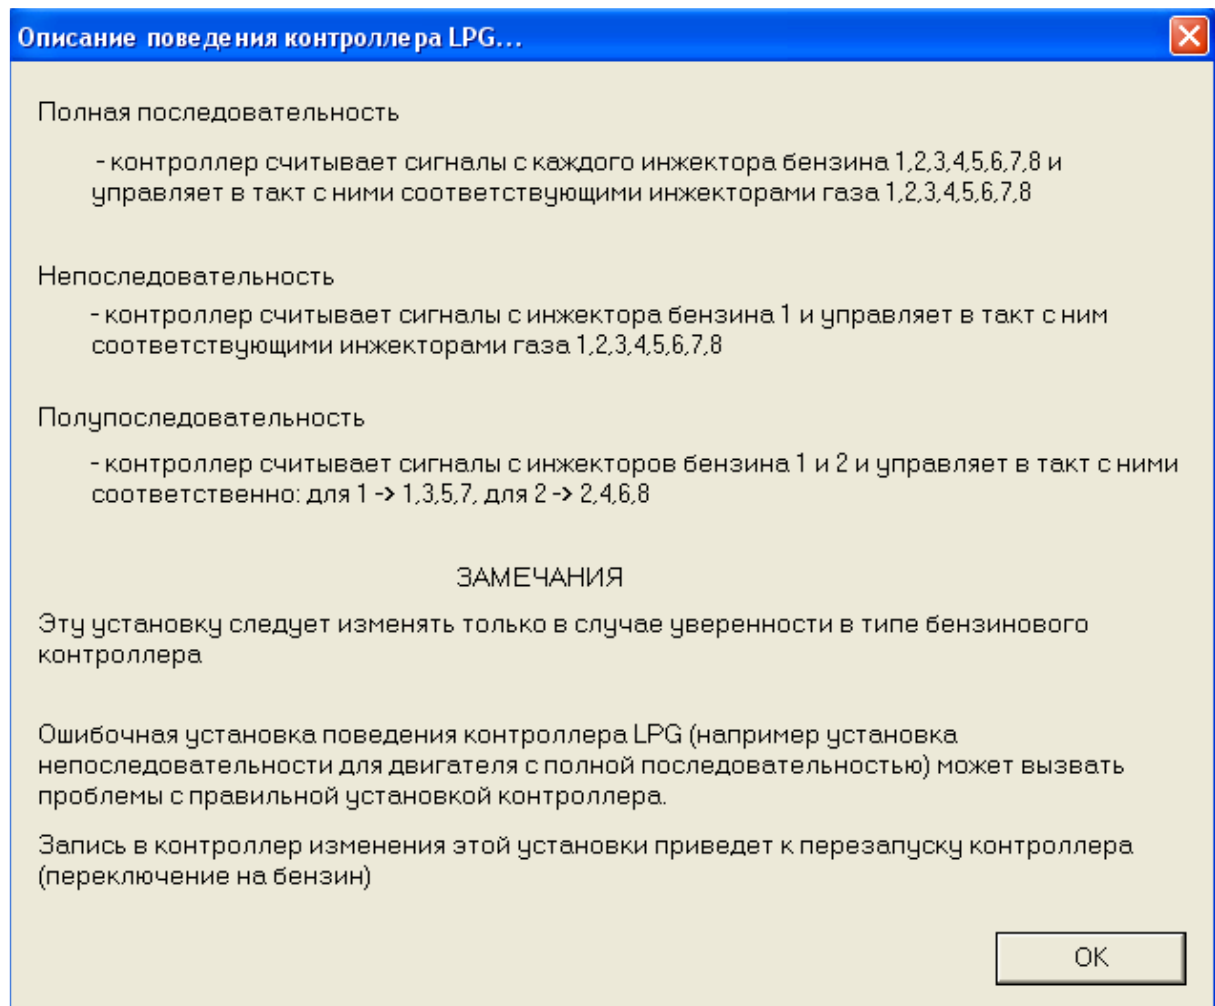 Описание поведения контроллера LPG...
Полная последовательность
- контроллер считывает сигналы с каждого инжектора бензина 1,2,3,4,5,6,7,8 и
управляет в такт с ними соответствующими инжекторами газа 1,2,3,4,5,6,7,8
Непоследовательность
- контроллер считывает сигналы с инжектора бензина 1 и управляет в такт с ним
соответствующими инжекторами газа 1,2,3,4,5,6,7,8
Полупоследовательность
- контроллер считывает сигналы с инжекторов бензина 1 и 2 и управляет в такт с ними
соответственно: для 1 -> 1,3,5,7, для 2 -> 2,4,6,8
ЗАМЕЧАНИЯ
Эту установку следует изменять только в случае уверенности в типе бензинового
контроллера
Ошибочная установка поведения контроллера LPG (например установка
непоследовательности для двигателя с полной последовательностью) может вызвать
проблемы с правильной установкой контроллера.
Запись в контроллер изменения этой установки приведет к перезапуску контроллера
(переключение на бензин)
OK